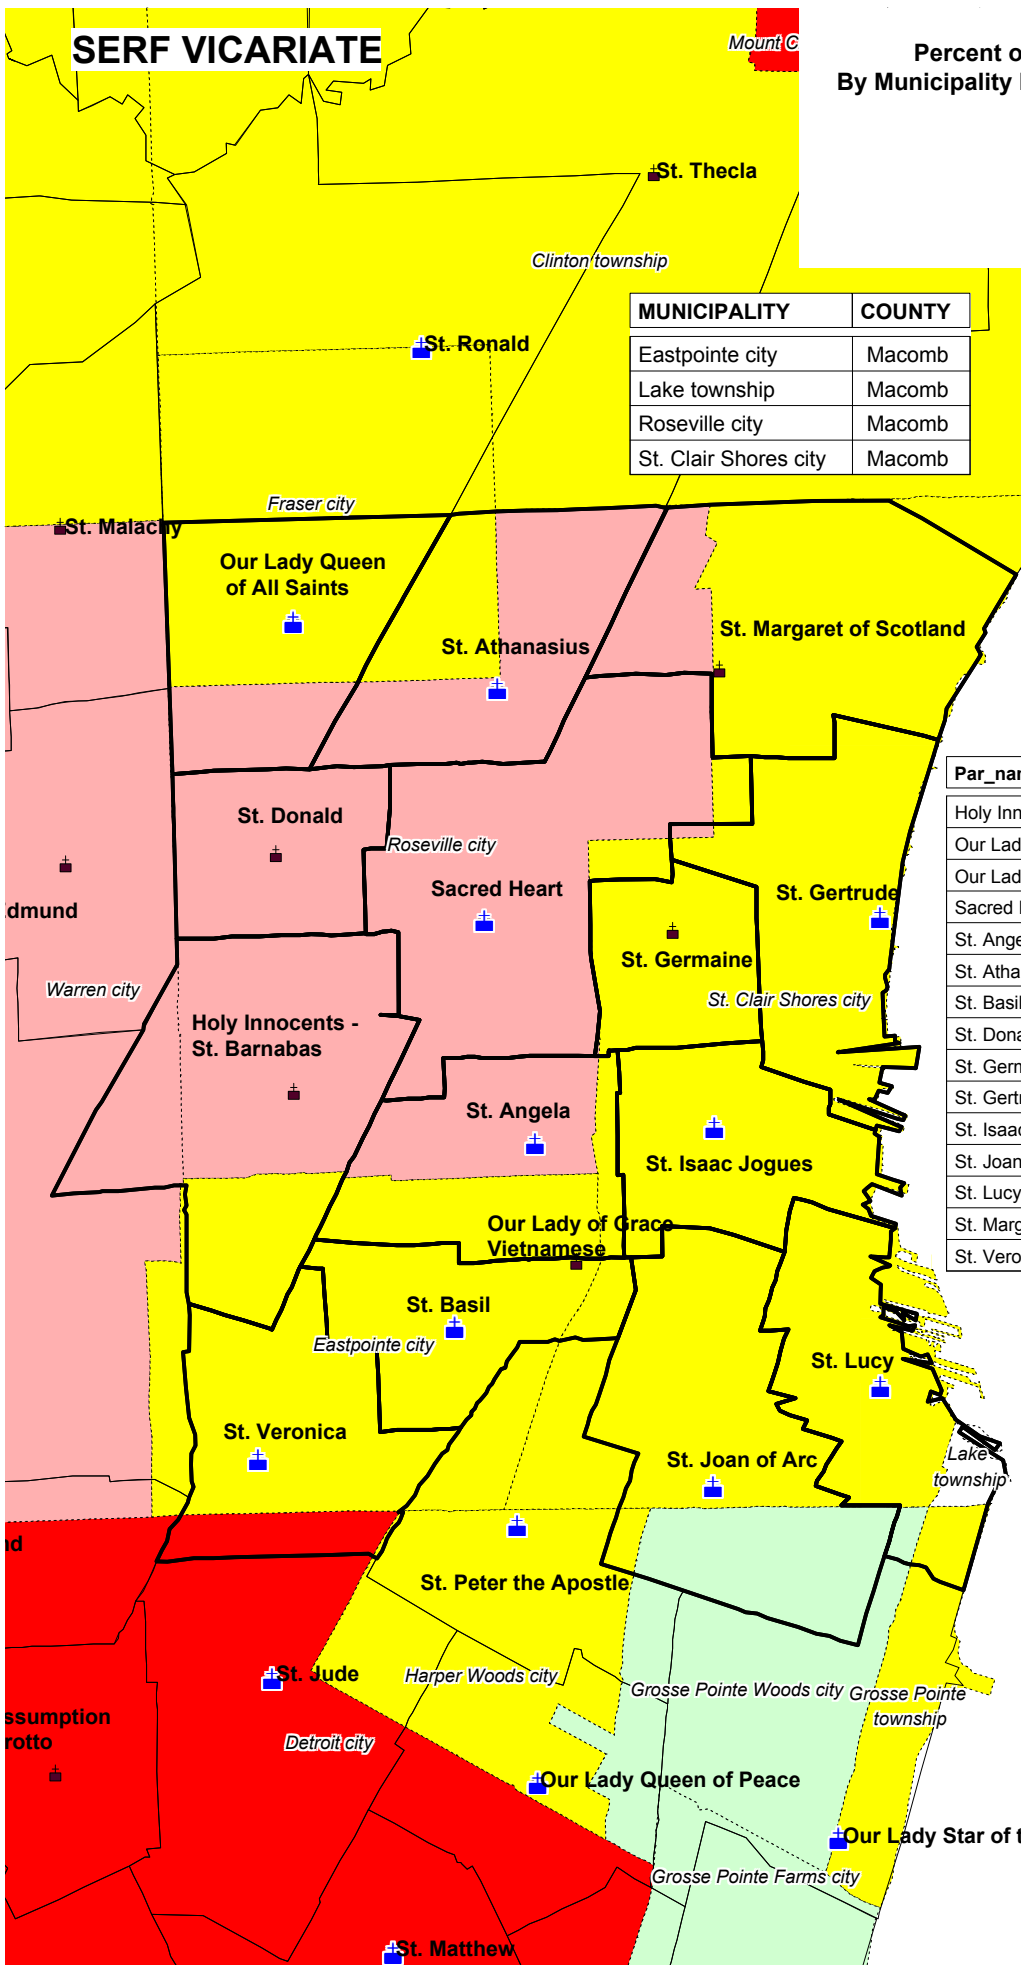 SERF VICARIATE
Mount C
Percent o
By Municipality
St. Thecla
Clinton township
MUNICIPALITY COUNTY
Eastpointe city Macomb
Lake township Macomb
Roseville city Macomb
St. Clair Shores city Macomb
St. Ronald
Fraser city
St. Malachy
Our Lady Queen
of All Saints
St. Athanasius
St. Margaret of Scotland
Par_nar
Holy Inn
Our Lad
Our Lad
Sacred
St. Ange
St. Atha
St. Basil
St. Dona
St. Germ
St. Gertr
St. Isaac
St. Joan
St. Lucy
St. Marg
St. Vero
St. Donald
Roseville city
Sacred Heart
St. Gertrude
dmund
St. Germaine
Warren city
St. Clair Shores city
Holy Innocents -
St. Barnabas
St. Angela
St. Isaac Jogues
Our Lady of Grace
Vietnamese
St. Basil
Eastpointe city
St. Lucy
St. Veronica
St. Joan of Arc
Lake
township
nd
St. Peter the Apostle
St. Jude
Harper Woods city
Grosse Pointe Woods city
Grosse Pointe
township
ssumption
rotto
Detroit city
Our Lady Queen of Peace
Our Lady Star of t
Grosse Pointe Farms city
St. Matthew